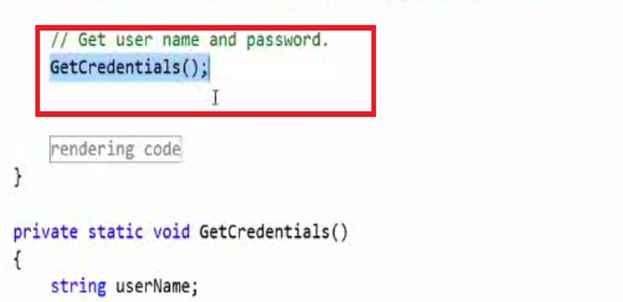 // Get user name and password.
GetCredentials();
rendering code
}
private static void GetCredentials()
{
string userName;